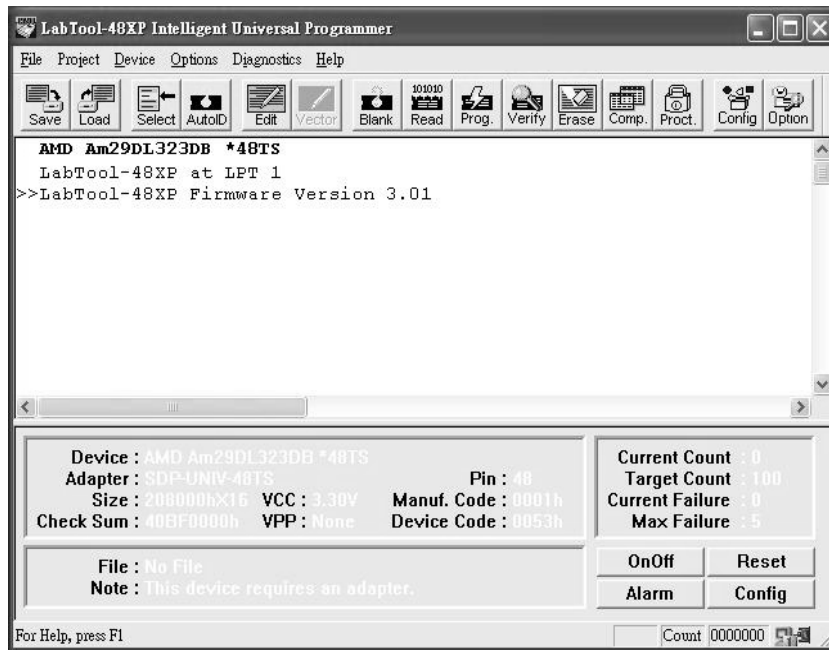 LabTool-48XP Intelligent Universal Programmer
File Project Device Options Diagnostics Help
101010
Save Load Select AutoID Edit Vector Blank Read Prog. Verify Erase Comp. Proct. Config Option
AMD Am29DL323DB *48TS
LabTool-48XP at LPT 1
>>LabTool-48XP Firmware Version 3.01
Device : AMD Am29DL323DB *48TS
Adapter : SDP-UNIV-48TS Pin : 48
Size : 208000hX16 VCC : 3.30V Manuf. Code : 0001h
Check Sum : 40BF0000h VPP : None Device Code : 0053h
Current Count : 0
Target Count : 100
Current Failure : 0
Max Failure : 5
File : No File
Note : This device requires an adapter.
OnOff Reset
Alarm Config
For Help, press F1
Count 0000000